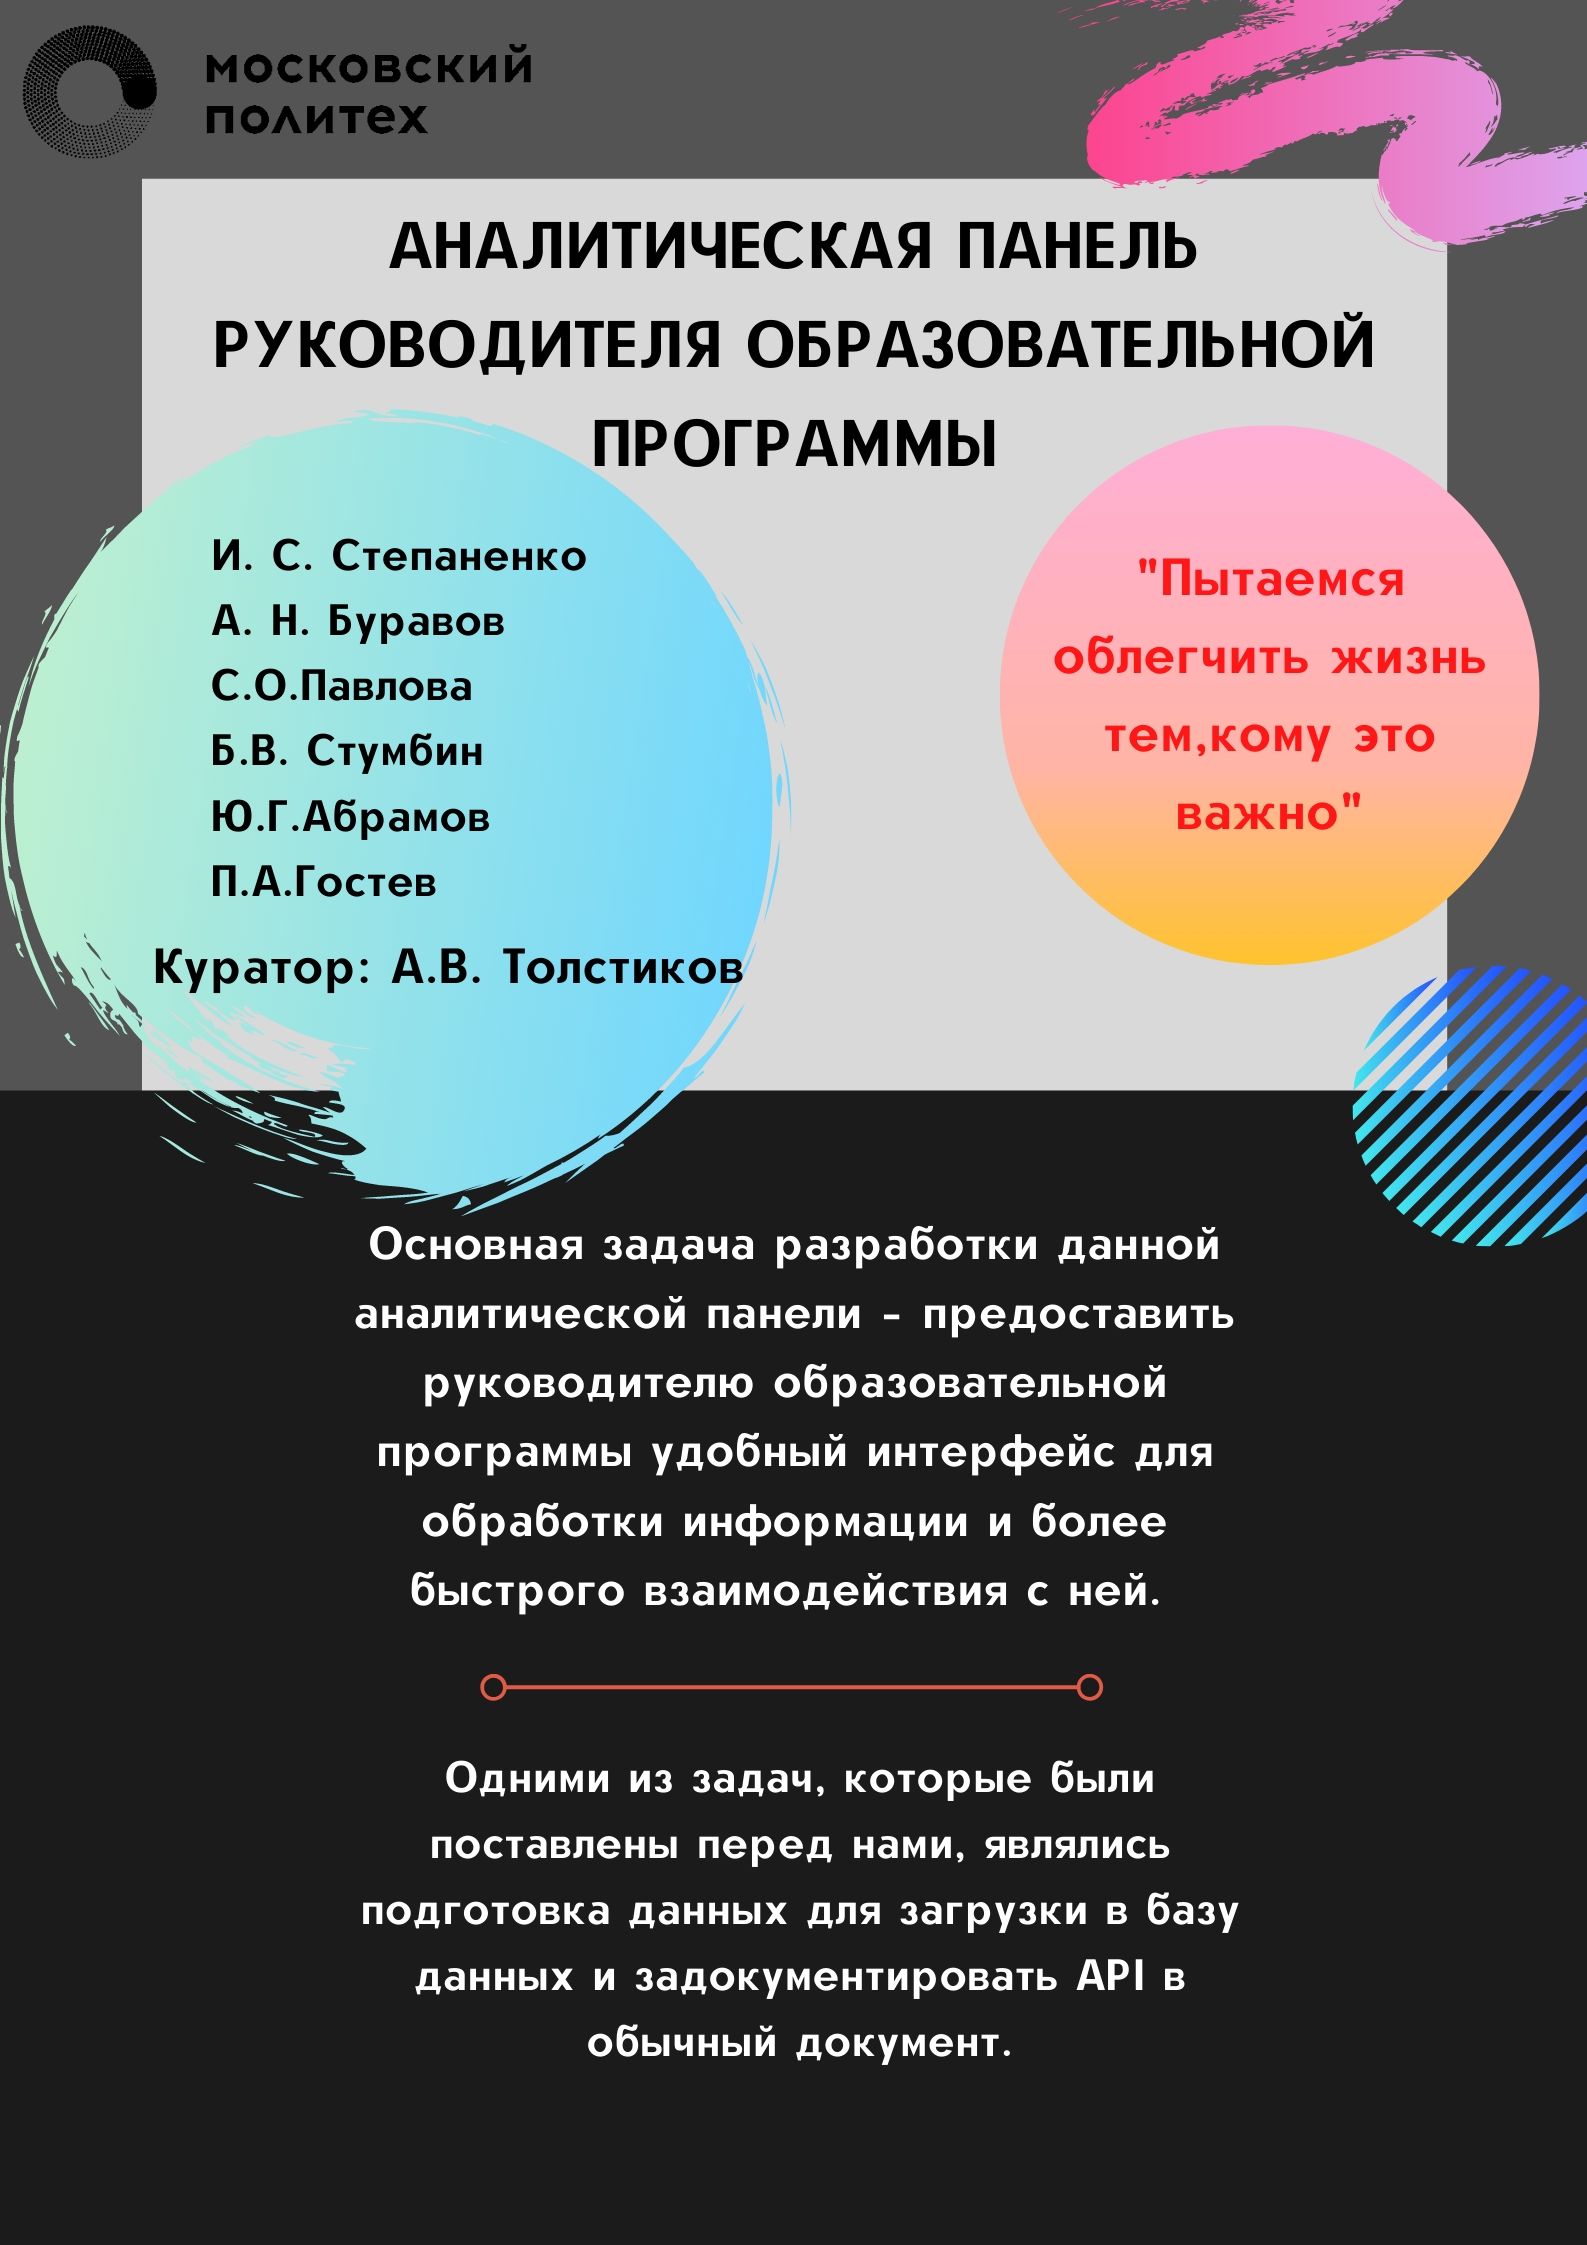 московский
политех
АНАЛИТИЧЕСКАЯ ПАНЕЛЬ
РУКОВОДИТЕЛЯ ОБРАЗОВАТЕЛЬНОЙ
ПРОГРАММЫ
И. С. Степаненко
А. Н. Буравов
С.О.Павлова
Б.В. Стумбин
Ю.Г.Абрамов
П.А.Гостев
Куратор: А.В. Толстиков
"Пытаемся
облегчить жизнь
тем,кому это
важно"
Основная задача разработки данной
аналитической панели - предоставить
руководителю образовательной
программы удобный интерфейс для
обработки информации и более
быстрого взаимодействия с ней.
Одними из задач, которые были
поставлены перед нами, являлись
подготовка данных для загрузки в базу
данных и задокументировать API в
обычный документ.